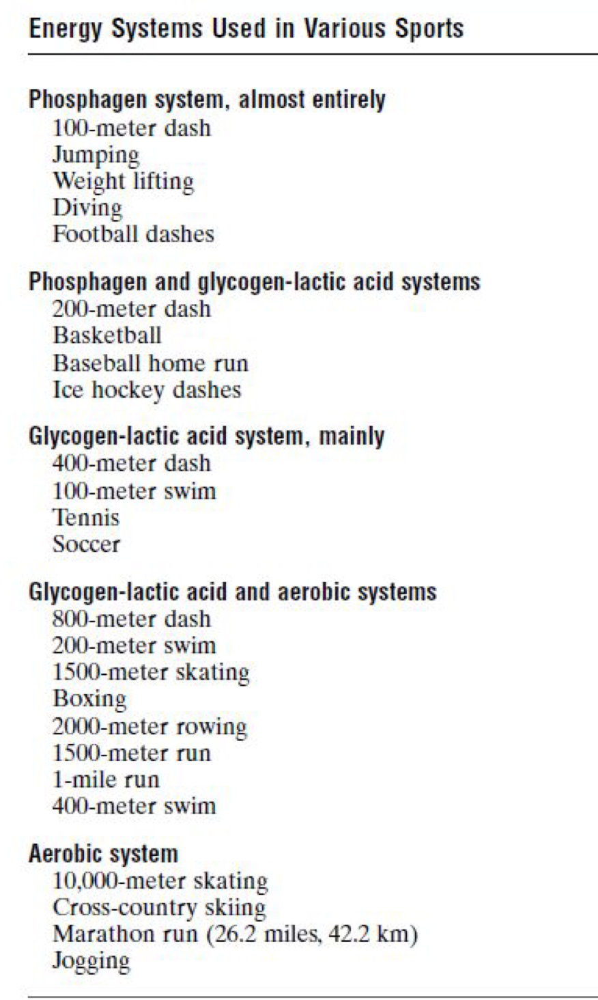 Energy Systems Used in Various Sports
Phosphagen system, almost entirely
100-meter dash
Jumping
Weight lifting
Diving
Football dashes
Phosphagen and glycogen-lactic acid systems
200-meter dash
Basketball
Baseball home run
Ice hockey dashes
Glycogen-lactic acid system, mainly
400-meter dash
100-meter swim
Tennis
Soccer
Glycogen-lactic acid and aerobic systems
800-meter dash
200-meter swim
1500-meter skating
Boxing
2000-meter rowing
1500-meter run
1-mile run
400-meter swim
Aerobic system
10,000-meter skating
Cross-country skiing
Marathon run (26.2 miles, 42.2 km)
Jogging